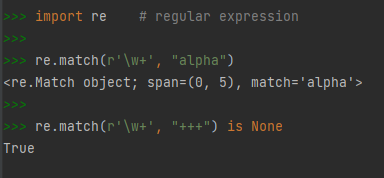 >>> import re    # regular expression
>>>
>>> re.match(r'\w+', "alpha")
<re.Match object; span=(0, 5), match='alpha'>
>>>
>>> re.match(r'\w+', "+++") is None
True